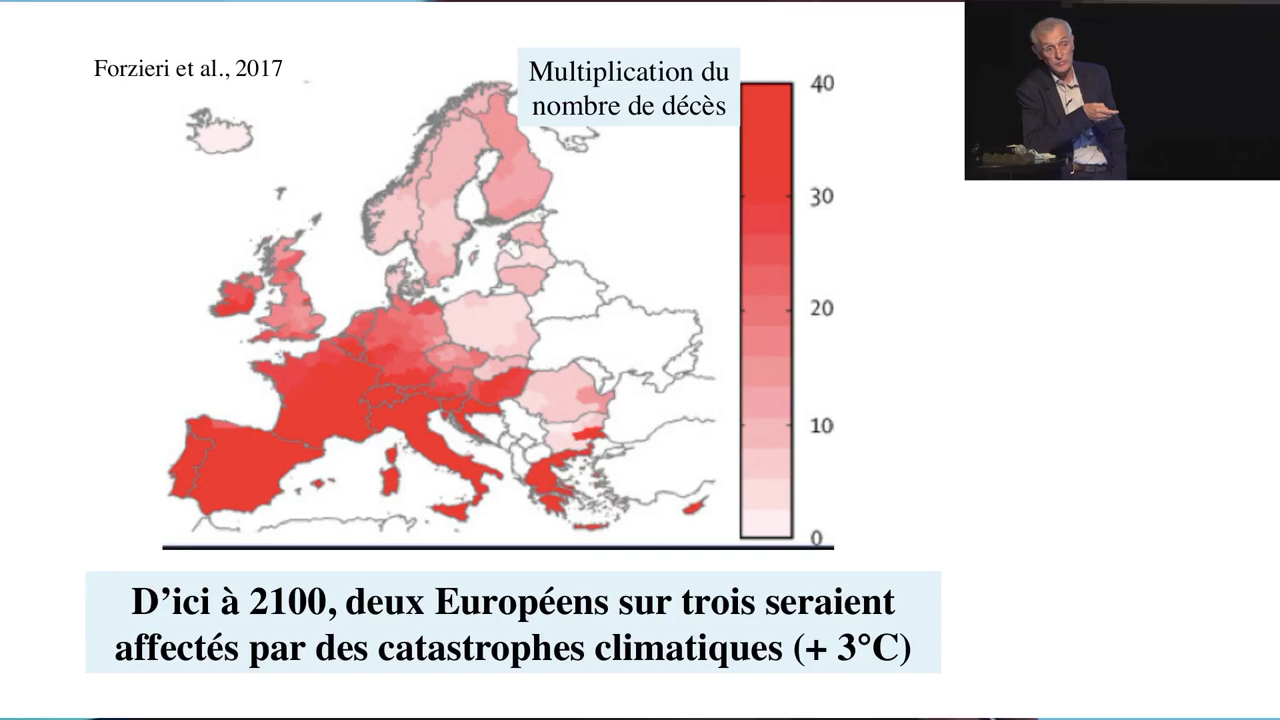 Forzieri et al., 2017
Multiplication du
nombre de décès
40
30
20
10
0
D’ici à 2100, deux Européens sur trois seraient
affectés par des catastrophes climatiques (+ 3°C)